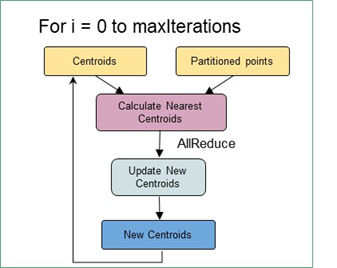 For i = 0 to maxIterations
Centroids
Partitioned points
Calculate Nearest
Centroids
AllReduce
Update New
Centroids
New Centroids